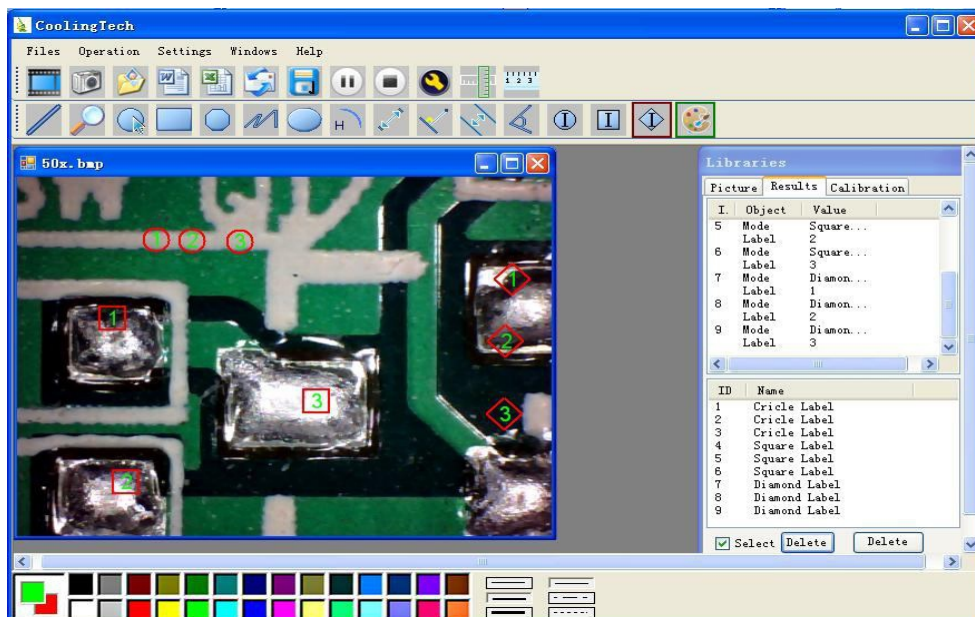 CoolingTech
Files Operation Settings Windows Help
1 2 3
H
I I I
50x.bmp
1 2 3
1
2
3
1
2
3
Libraries
Picture Results Calibration
I. Object Value
5 Mode Square...
Label 2
6 Mode Square...
Label 3
7 Mode Diamon...
Label 1
8 Mode Diamon...
Label 2
9 Mode Diamon...
Label 3
ID Name
1 Cricle Label
2 Cricle Label
3 Cricle Label
4 Square Label
5 Square Label
6 Square Label
7 Diamond Label
8 Diamond Label
9 Diamond Label
Select Delete Delete